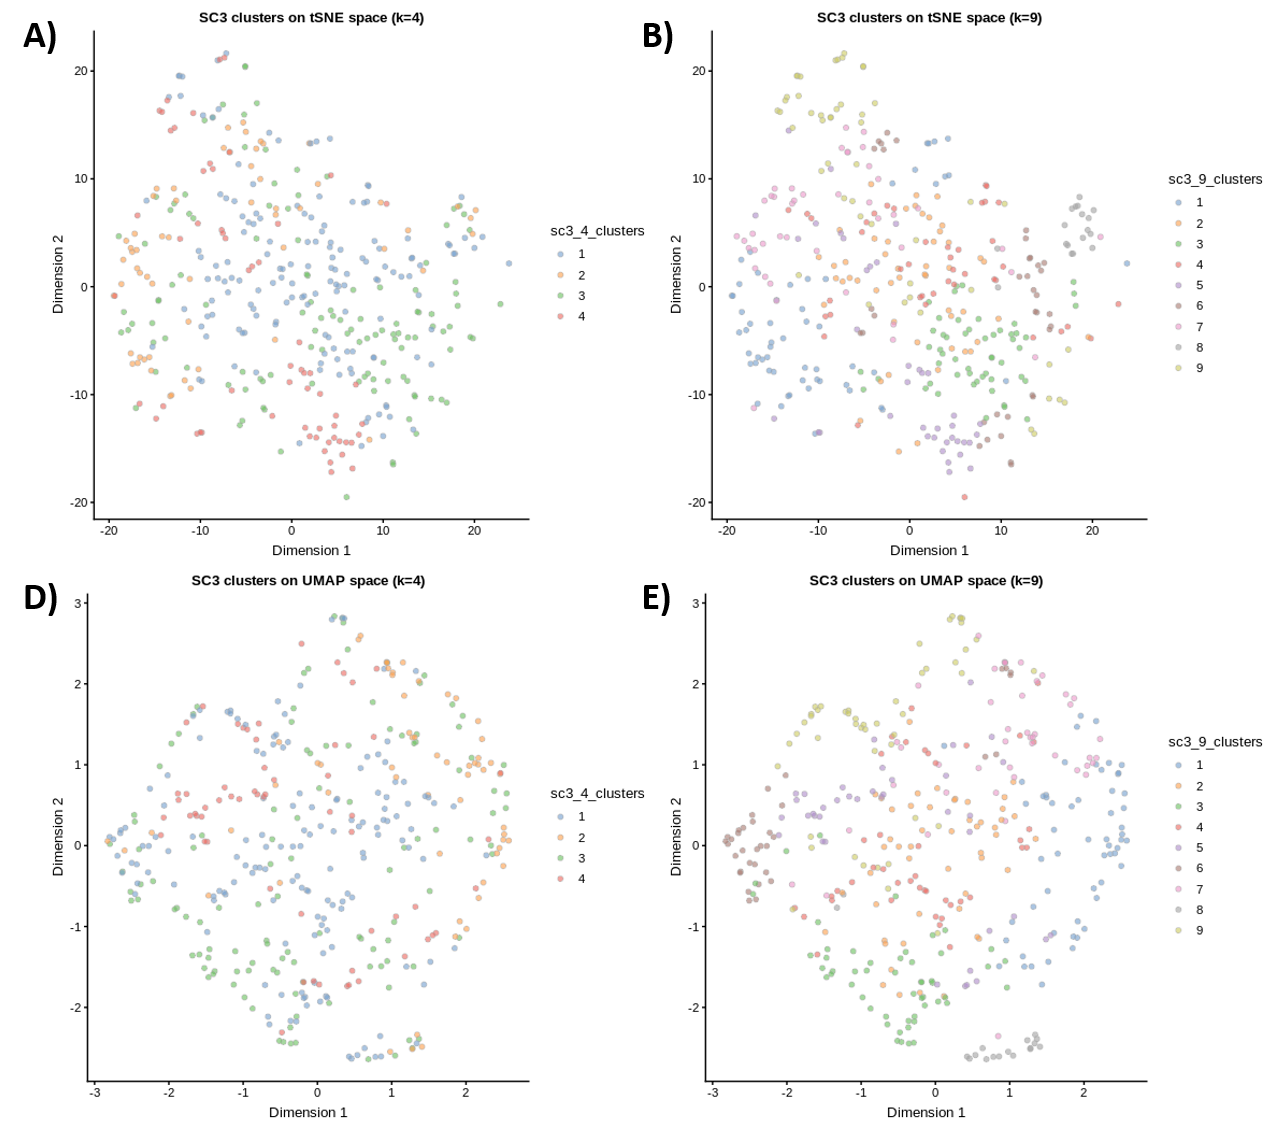 A)
SC3 clusters on tSNE space (k=4)
20
10
0
-10
-20
-20 -10 0 10 20
Dimension 1
Dimension 2
sc3_4_clusters
1
2
3
4
B)
SC3 clusters on tSNE space (k=9)
20
10
0
-10
-20
-20 -10 0 10 20
Dimension 1
Dimension 2
sc3_9_clusters
1
2
3
4
5
6
7
8
9
D)
SC3 clusters on UMAP space (k=4)
3
2
1
0
-1
-2
-3 -2 -1 0 1 2
Dimension 1
Dimension 2
sc3_4_clusters
1
2
3
4
E)
SC3 clusters on UMAP space (k=9)
3
2
1
0
-1
-2
-3 -2 -1 0 1 2
Dimension 1
Dimension 2
sc3_9_clusters
1
2
3
4
5
6
7
8
9